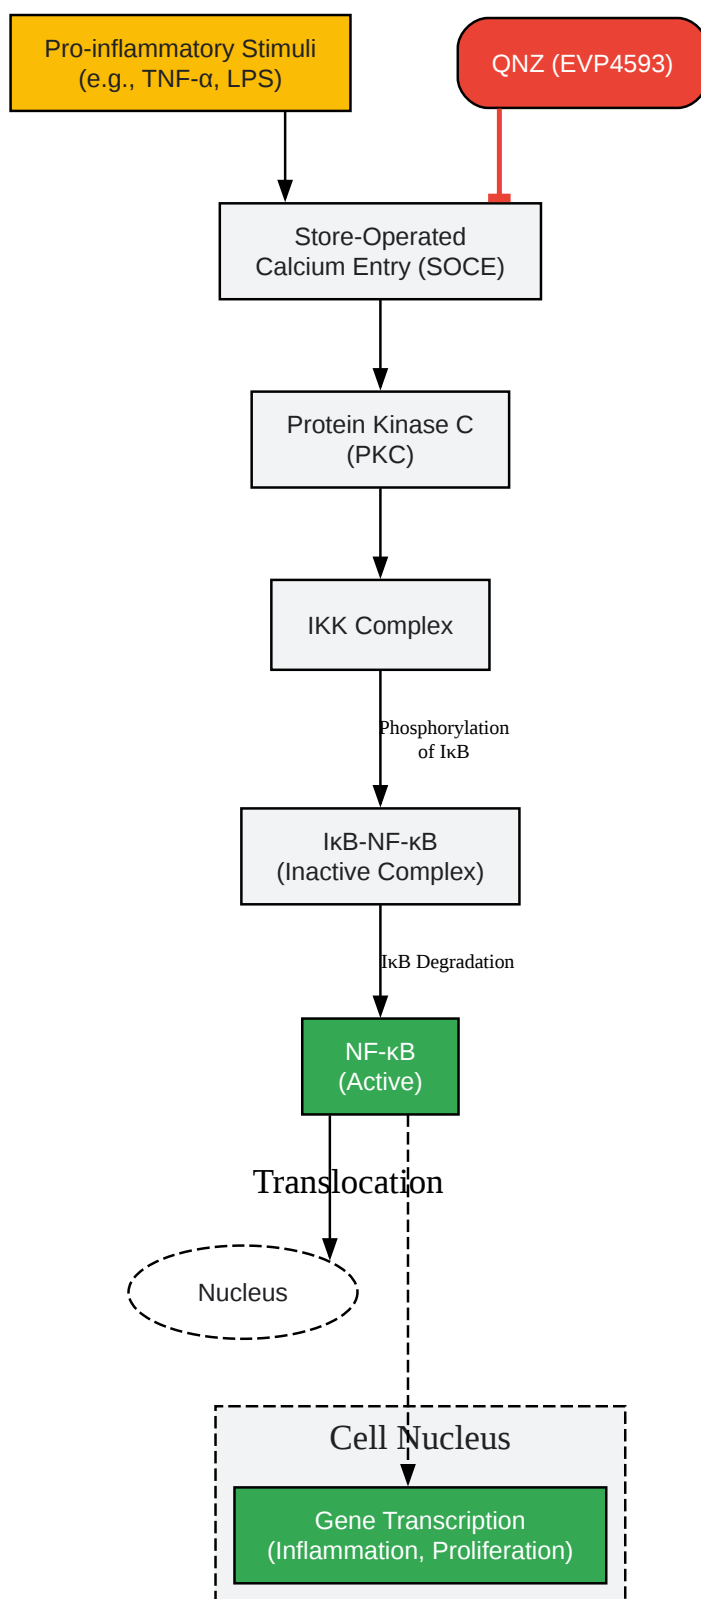 Pro-inflammatory Stimuli
(e.g., TNF-α, LPS)
QNZ (EVP4593)
Store-Operated
Calcium Entry (SOCE)
Protein Kinase C
(PKC)
IKK Complex
Phosphorylation
of IκB
IκB-NF-κB
(Inactive Complex)
IκB Degradation
NF-κB
(Active)
Translocation
Nucleus
Cell Nucleus
Gene Transcription
(Inflammation, Proliferation)